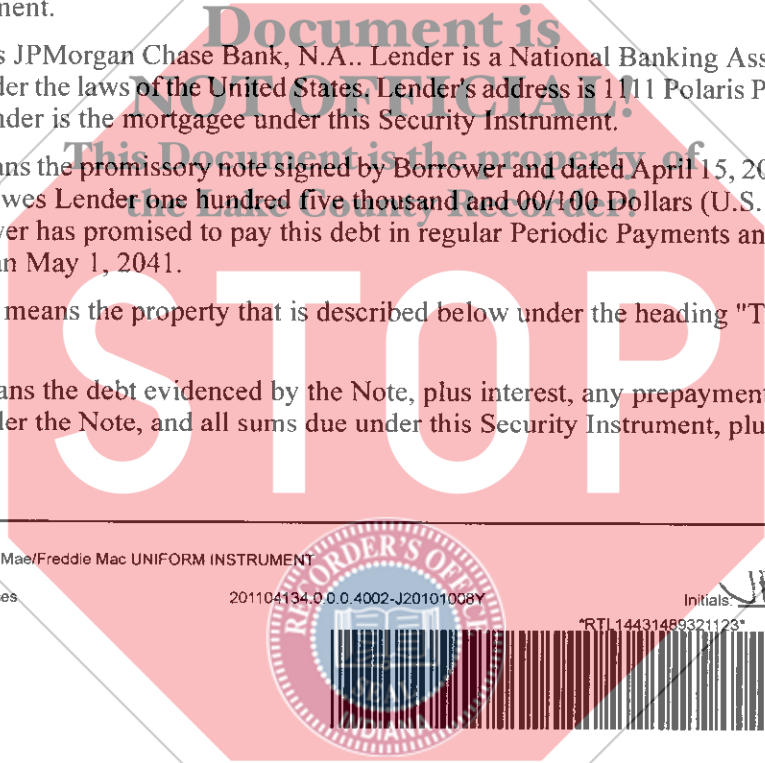 ment.
Document is
s JPMorgan Chase Bank, N.A.. Lender is a National Banking Ass
der the laws of the United States. Lender's address is 1111 Polaris P
NOT OFFICIAL!
nder is the mortgagee under this Security Instrument.
This Document is the property of
ans the promissory note signed by Borrower and dated April 15, 20
the Lake County Recorder!
wes Lender one hundred five thousand and 00/100 Dollars (U.S.
wer has promised to pay this debt in regular Periodic Payments an
n May 1, 2041.
STOP
means the property that is described below under the heading "T
ans the debt evidenced by the Note, plus interest, any prepayment
der the Note, and all sums due under this Security Instrument, plu
Mae/Freddie Mac UNIFORM INSTRUMENT
RECORDER'S OFFICE
es 201104134.0.0.0.4002-J20101008Y Initials:
*RTL14431489321123*
SEAL
INDIANA